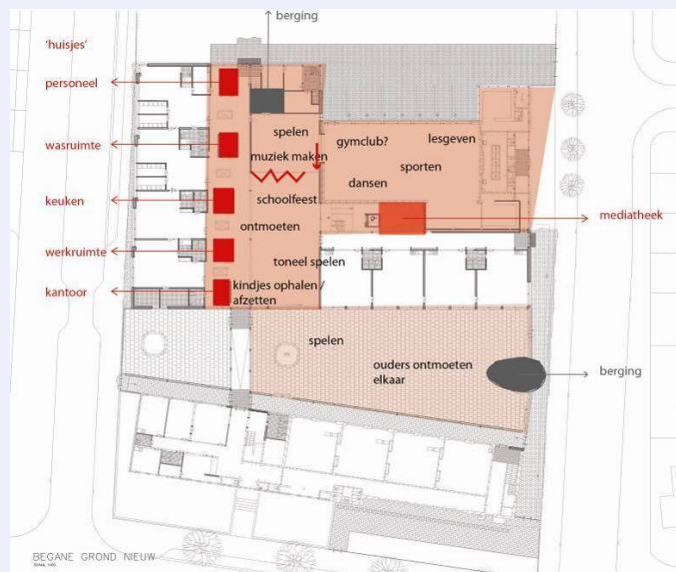 berging
'huisjes'
personeel
wasruimte
keuken
werkruimte
kantoor
spelen
muziek maken
schoolfeest
ontmoeten
toneel spelen
kindjes ophalen /
afzetten
gymclub?
lesgeven
sporten
dansen
mediatheek
spelen
ouders ontmoeten
elkaar
berging
BEGANE GROND NIEUW